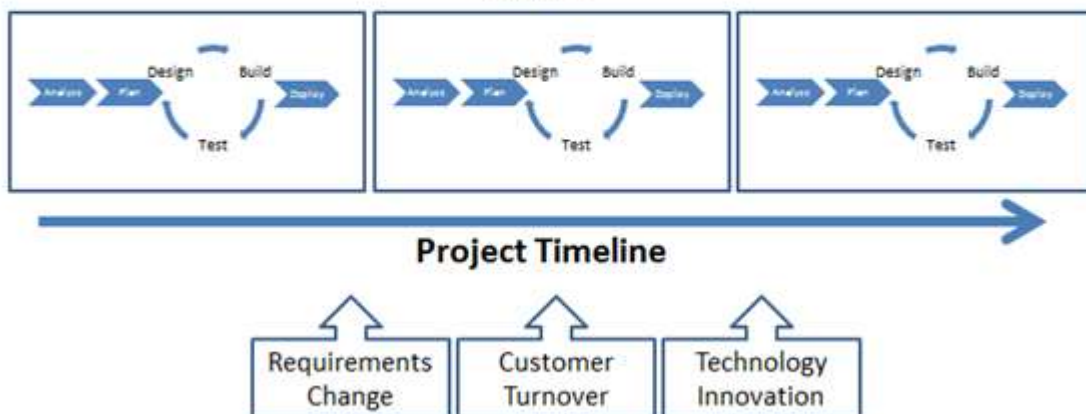 Design Build
Analysis Plan Deploy
Test
Design Build
Analysis Plan Deploy
Test
Design Build
Analysis Plan Deploy
Test
Project Timeline
Requirements
Change
Customer
Turnover
Technology
Innovation